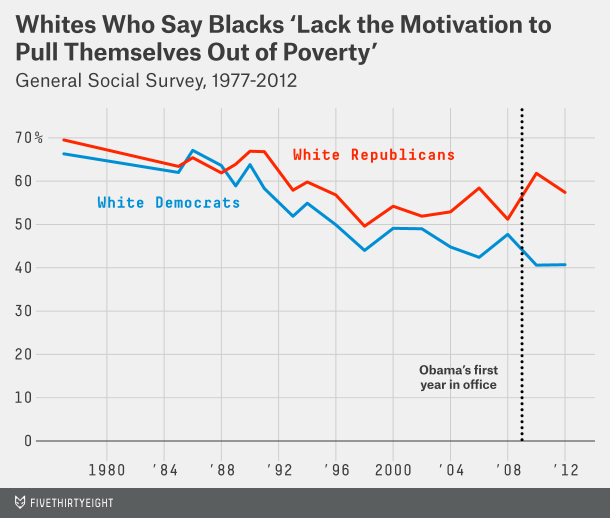 Whites Who Say Blacks ‘Lack the Motivation to
Pull Themselves Out of Poverty’
General Social Survey, 1977-2012
70%
White Republicans
60
White Democrats
50
40
30
20
Obama’s first
year in office
10
0
1980 ’84 ’88 ’92 ’96 2000 ’04 ’08 ’12
FIVETHIRTYEIGHT